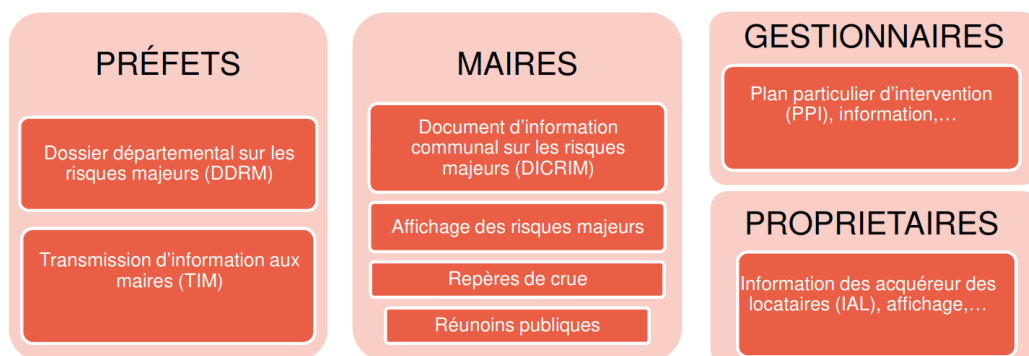 PRÉFETS
Dossier départemental sur les
risques majeurs (DDRM)
Transmission d'information aux
maires (TIM)
MAIRES
Document d'information
communal sur les risques
majeurs (DICRIM)
Affichage des risques majeurs
Repères de crue
Réunoins publiques
GESTIONNAIRES
Plan particulier d'intervention
(PPI), information,…
PROPRIETAIRES
Information des acquéreur des
locataires (IAL), affichage,…